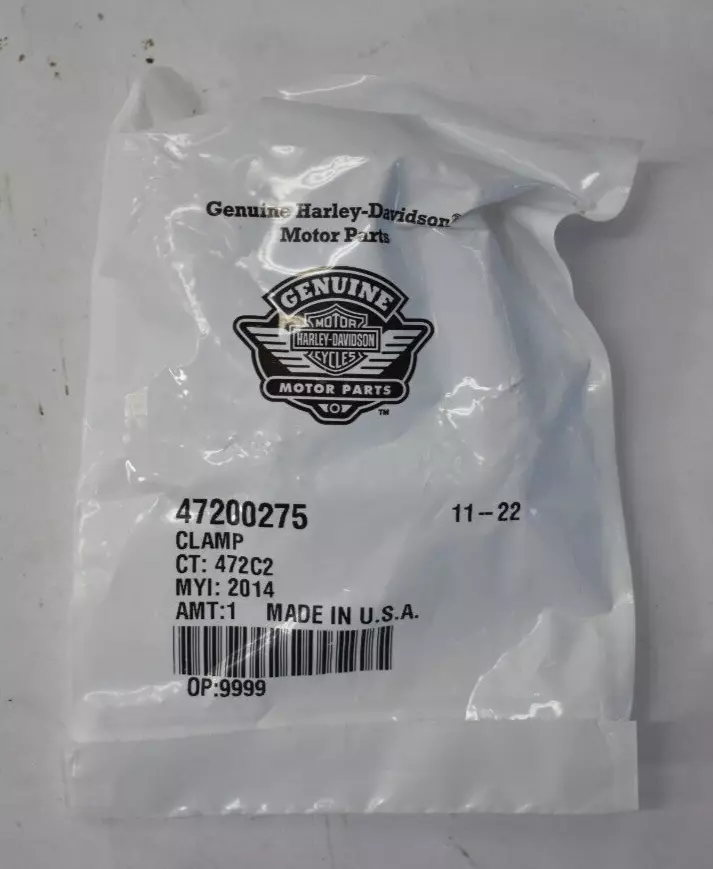 Genuine Harley-Davidson®
Motor Parts
GENUINE
MOTOR
HARLEY-DAVIDSON
CYCLES
MOTOR PARTS
TM
47200275 11-22
CLAMP
CT: 472C2
MYI: 2014
AMT:1 MADE IN U.S.A.
OP:9999